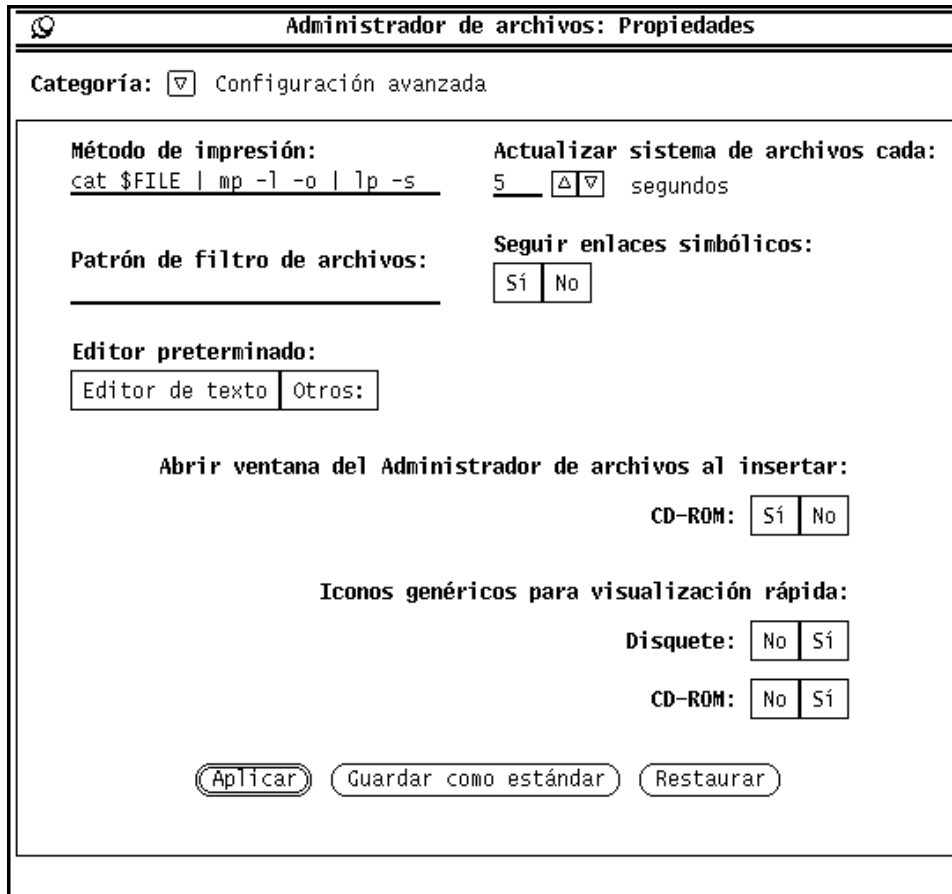 Administrador de archivos: Propiedades
Categoría: Configuración avanzada
Método de impresión:
cat $FILE | mp -l -o | lp -s
Actualizar sistema de archivos cada:
5 segundos
Patrón de filtro de archivos:
Seguir enlaces simbólicos:
Sí No
Editor preterminado:
Editor de texto Otros:
Abrir ventana del Administrador de archivos al insertar:
CD-ROM: Sí No
Iconos genéricos para visualización rápida:
Disquete: No Sí
CD-ROM: No Sí
Aplicar Guardar como estándar Restaurar